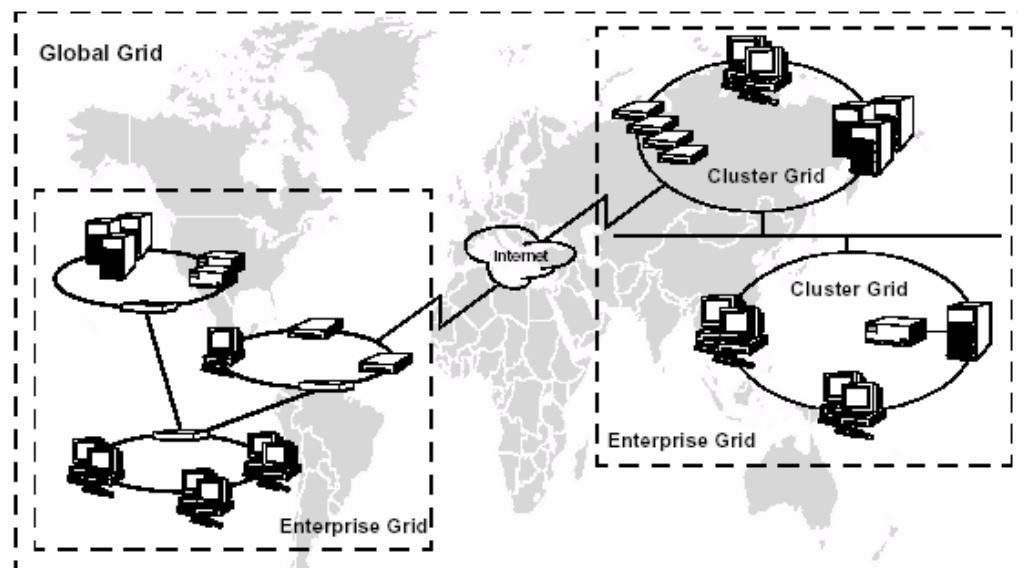 Global Grid
Cluster Grid
Internet
Cluster Grid
Enterprise Grid
Enterprise Grid